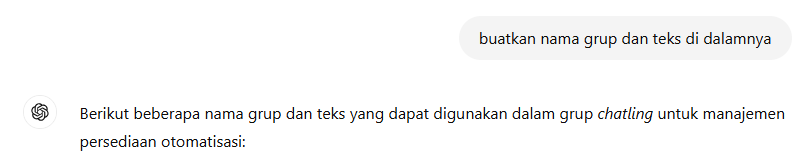 buatkan nama grup dan teks di dalamnya
Berikut beberapa nama grup dan teks yang dapat digunakan dalam grup chatling untuk manajemen
persediaan otomatisasi: